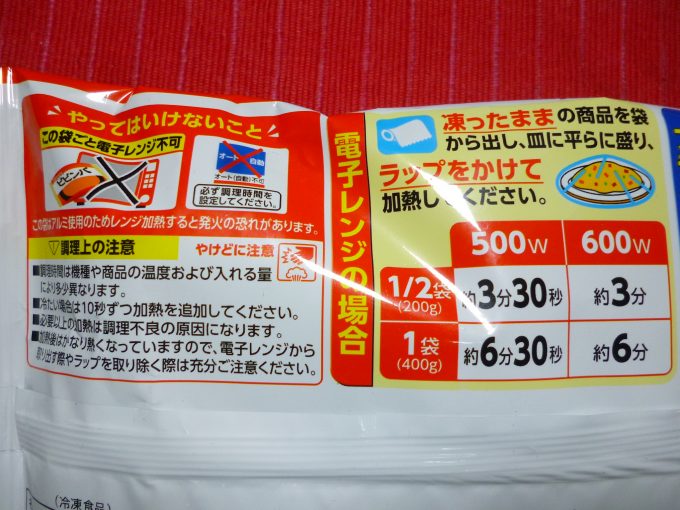 やってはいけないこと
この袋ごと電子レンジ不可
ビビンバ
オート 自動
オート(自動)不可
必ず調理時間を
設定してください。
この袋はアルミ使用のためレンジ加熱すると発火の恐れがあります。
調理上の注意
やけどに注意
■調理時間は機種や商品の温度および入れる量
により多少異なります。
■冷たい場合は10秒ずつ加熱を追加してください。
■必要以上の加熱は調理不良の原因になります。
■加熱後はかなり熱くなっていますので、電子レンジから
取り出す際やラップを取り除く際は充分ご注意ください。
電子レンジの場合
凍ったままの商品を袋
から出し、皿に平らに盛り、
ラップをかけて
加熱してください。
500W 600W
1/2袋 (200g) 約3分30秒 約3分
1袋 (400g) 約6分30秒 約6分
(冷凍食品)